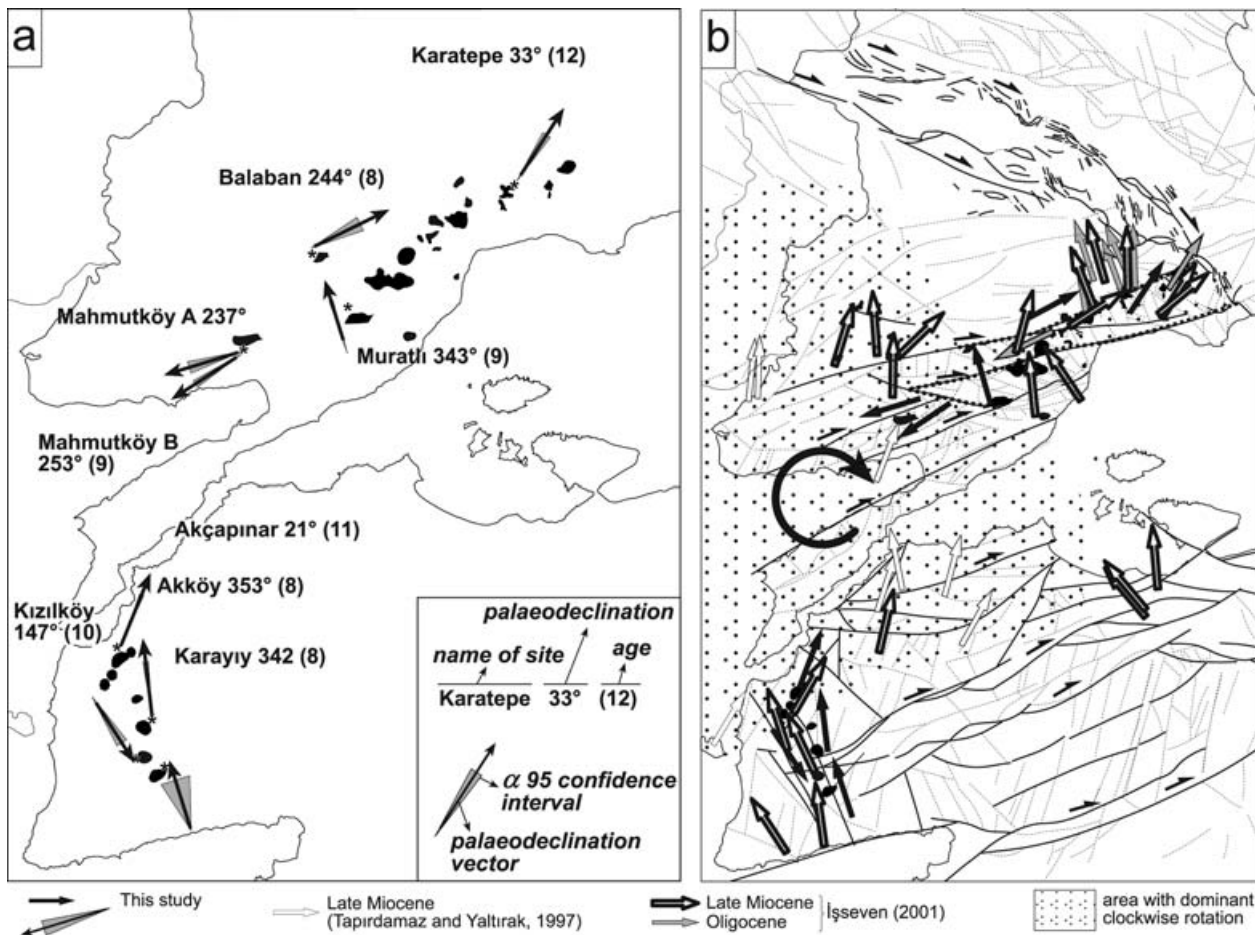 a
Karatepe 33° (12)
Balaban 244° (8)
Mahmutköy A 237°
Muratlı 343° (9)
Mahmutköy B
253° (9)
Akçapınar 21° (11)
Akköy 353° (8)
Kızılköy
147° (10)
Karayıy 342 (8)
palaeodeclination
name of site
age
Karatepe 33° (12)
α 95 confidence
interval
palaeodeclination
vector
b
This study
Late Miocene
(Tapırdamaz and Yaltırak, 1997)
Late Miocene
Oligocene
İşseven (2001)
area with dominant
clockwise rotation